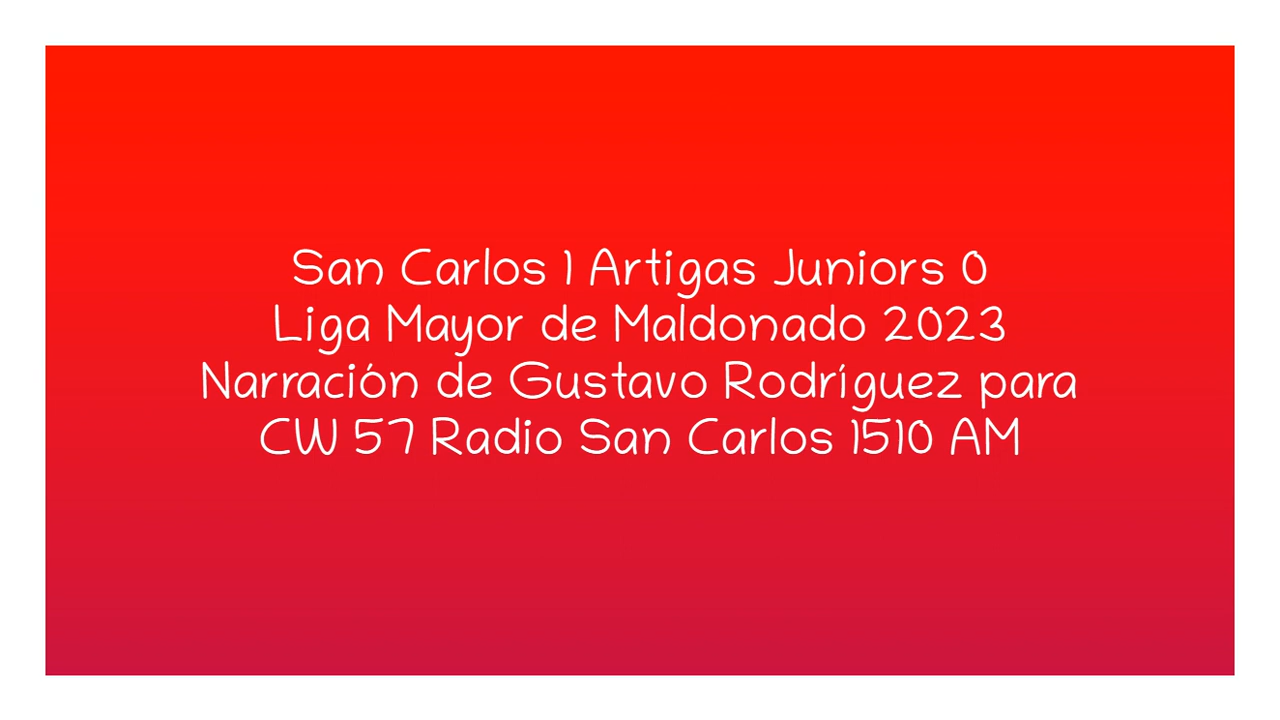 San Carlos 1 Artigas Juniors 0
Liga Mayor de Maldonado 2023
Narración de Gustavo Rodríguez para
CW 57 Radio San Carlos 1510 AM